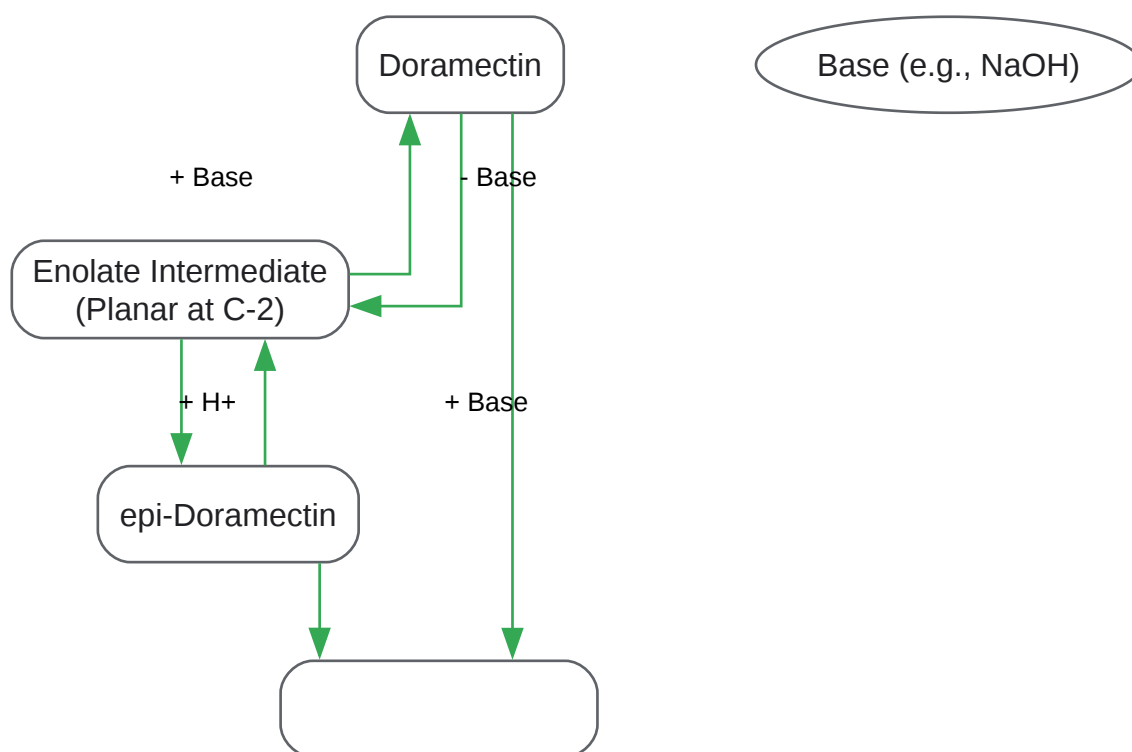 Doramectin
Base (e.g., NaOH)
+ Base
- Base
Enolate Intermediate
(Planar at C-2)
+ H+
+ Base
epi-Doramectin